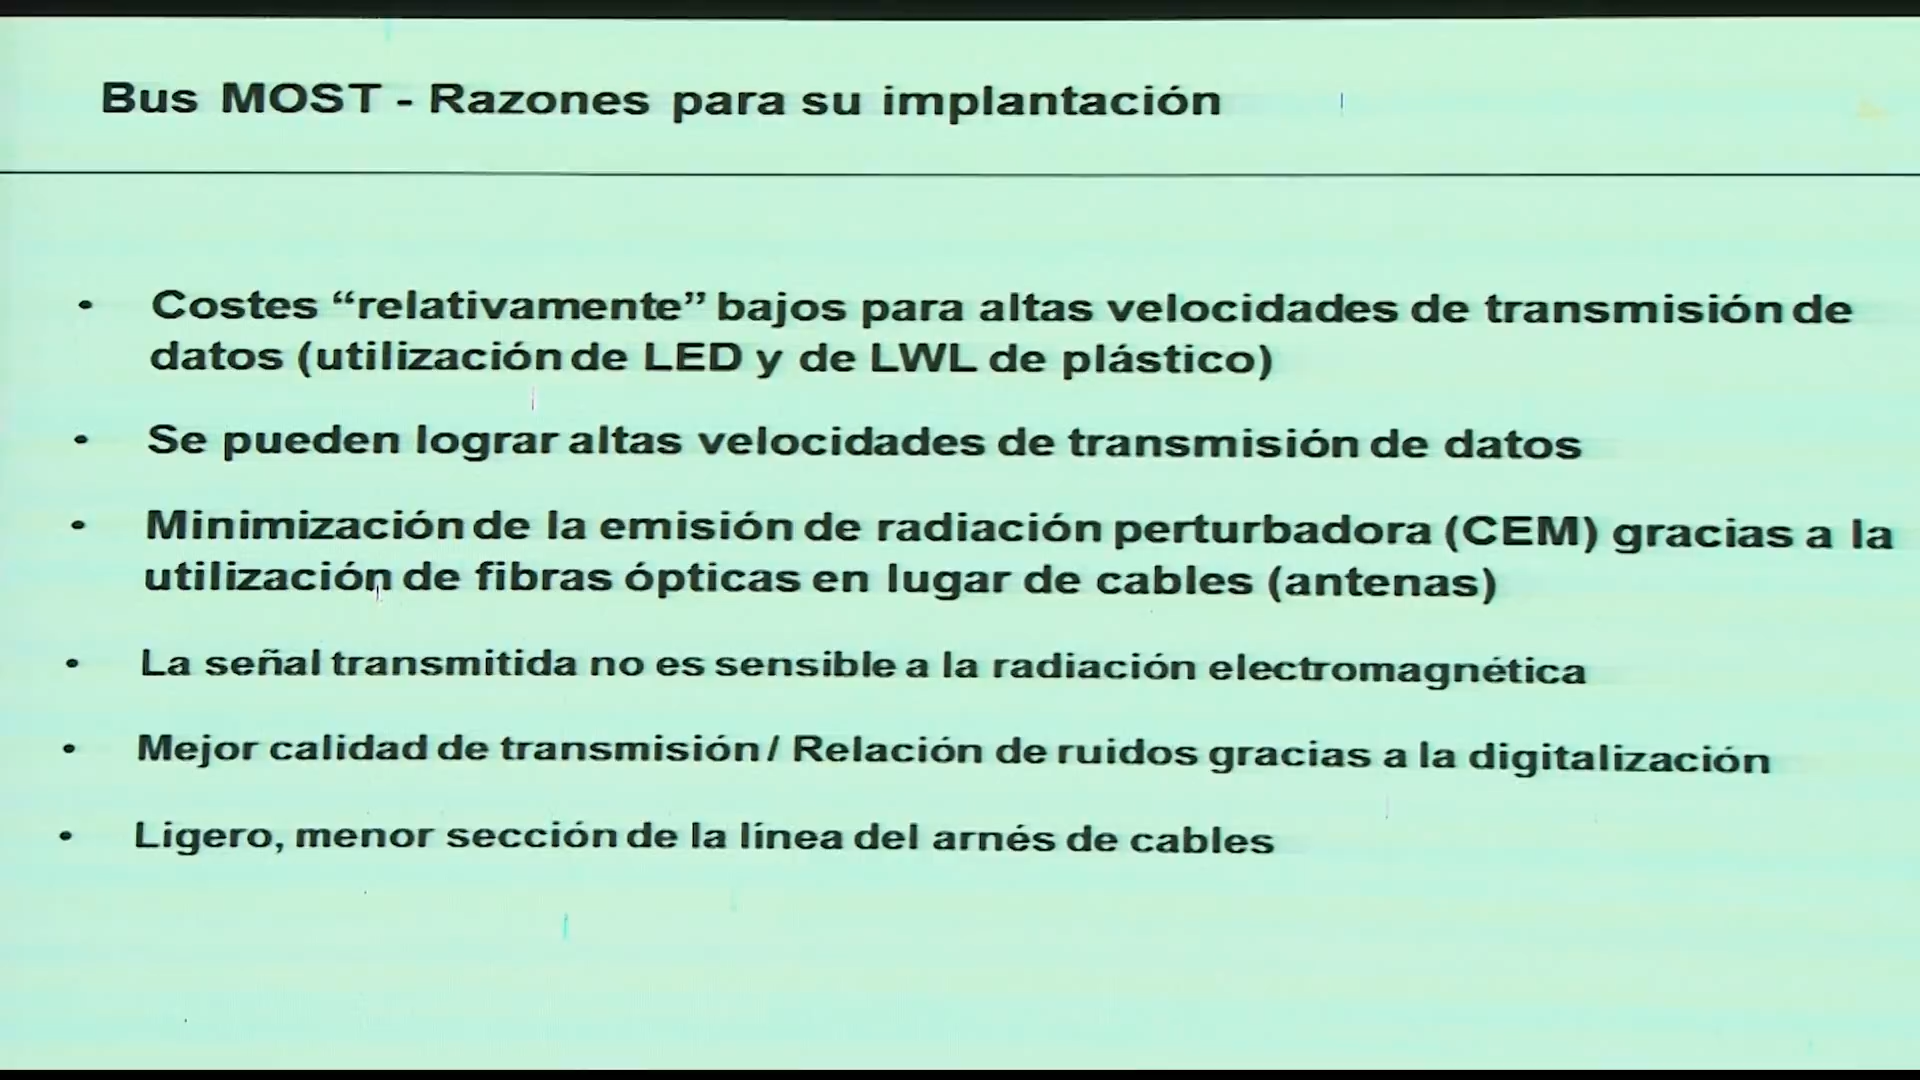 Bus MOST - Razones para su implantación
• Costes “relativamente” bajos para altas velocidades de transmisión de
datos (utilización de LED y de LWL de plástico)
• Se pueden lograr altas velocidades de transmisión de datos
• Minimización de la emisión de radiación perturbadora (CEM) gracias a la
utilización de fibras ópticas en lugar de cables (antenas)
• La señal transmitida no es sensible a la radiación electromagnética
• Mejor calidad de transmisión / Relación de ruidos gracias a la digitalización
• Ligero, menor sección de la línea del arnés de cables